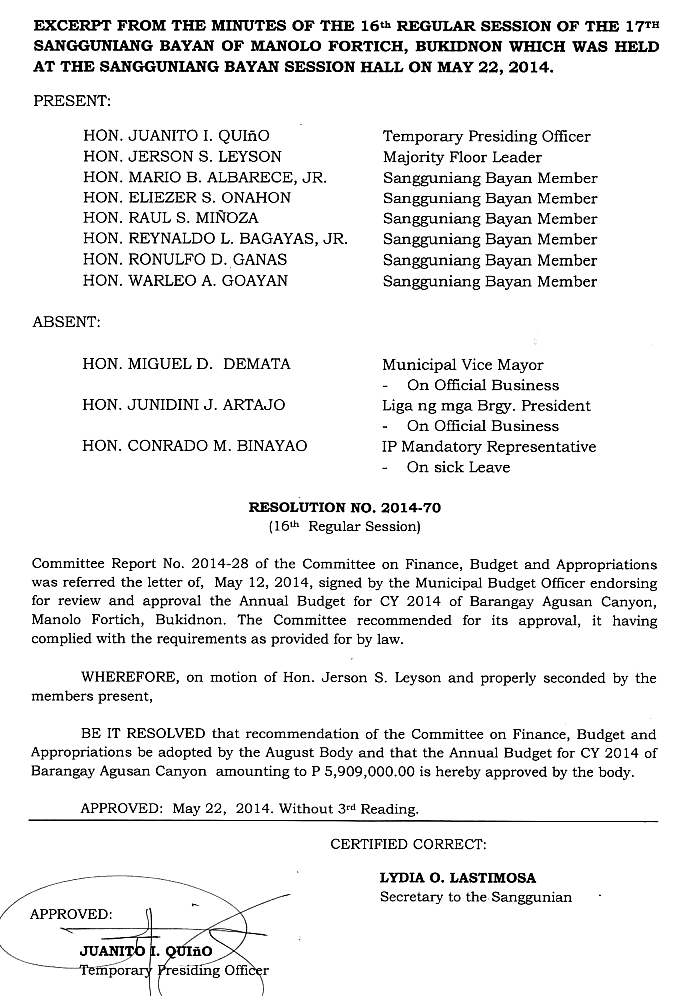 EXCERPT FROM THE MINUTES OF THE 16th REGULAR SESSION OF THE 17TH
SANGGUNIANG BAYAN OF MANOLO FORTICH, BUKIDNON WHICH WAS HELD
AT THE SANGGUNIANG BAYAN SESSION HALL ON MAY 22, 2014.
PRESENT:
HON. JUANITO I. QUIñO Temporary Presiding Officer
HON. JERSON S. LEYSON Majority Floor Leader
HON. MARIO B. ALBARECE, JR. Sangguniang Bayan Member
HON. ELIEZER S. ONAHON Sangguniang Bayan Member
HON. RAUL S. MIÑOZA Sangguniang Bayan Member
HON. REYNALDO L. BAGAYAS, JR. Sangguniang Bayan Member
HON. RONULFO D. GANAS Sangguniang Bayan Member
HON. WARLEO A. GOAYAN Sangguniang Bayan Member
ABSENT:
HON. MIGUEL D. DEMATA Municipal Vice Mayor
- On Official Business
HON. JUNIDINI J. ARTAJO Liga ng mga Brgy. President
- On Official Business
HON. CONRADO M. BINAYAO IP Mandatory Representative
- On sick Leave
RESOLUTION NO. 2014-70
(16th Regular Session)
Committee Report No. 2014-28 of the Committee on Finance, Budget and Appropriations
was referred the letter of, May 12, 2014, signed by the Municipal Budget Officer endorsing
for review and approval the Annual Budget for CY 2014 of Barangay Agusan Canyon,
Manolo Fortich, Bukidnon. The Committee recommended for its approval, it having
complied with the requirements as provided for by law.
WHEREFORE, on motion of Hon. Jerson S. Leyson and properly seconded by the
members present,
BE IT RESOLVED that recommendation of the Committee on Finance, Budget and
Appropriations be adopted by the August Body and that the Annual Budget for CY 2014 of
Barangay Agusan Canyon amounting to P 5,909,000.00 is hereby approved by the body.
APPROVED: May 22, 2014. Without 3rd Reading.
CERTIFIED CORRECT:
LYDIA O. LASTIMOSA
Secretary to the Sanggunian
APPROVED:
JUANITO I. QUIñO
Temporary Presiding Officer